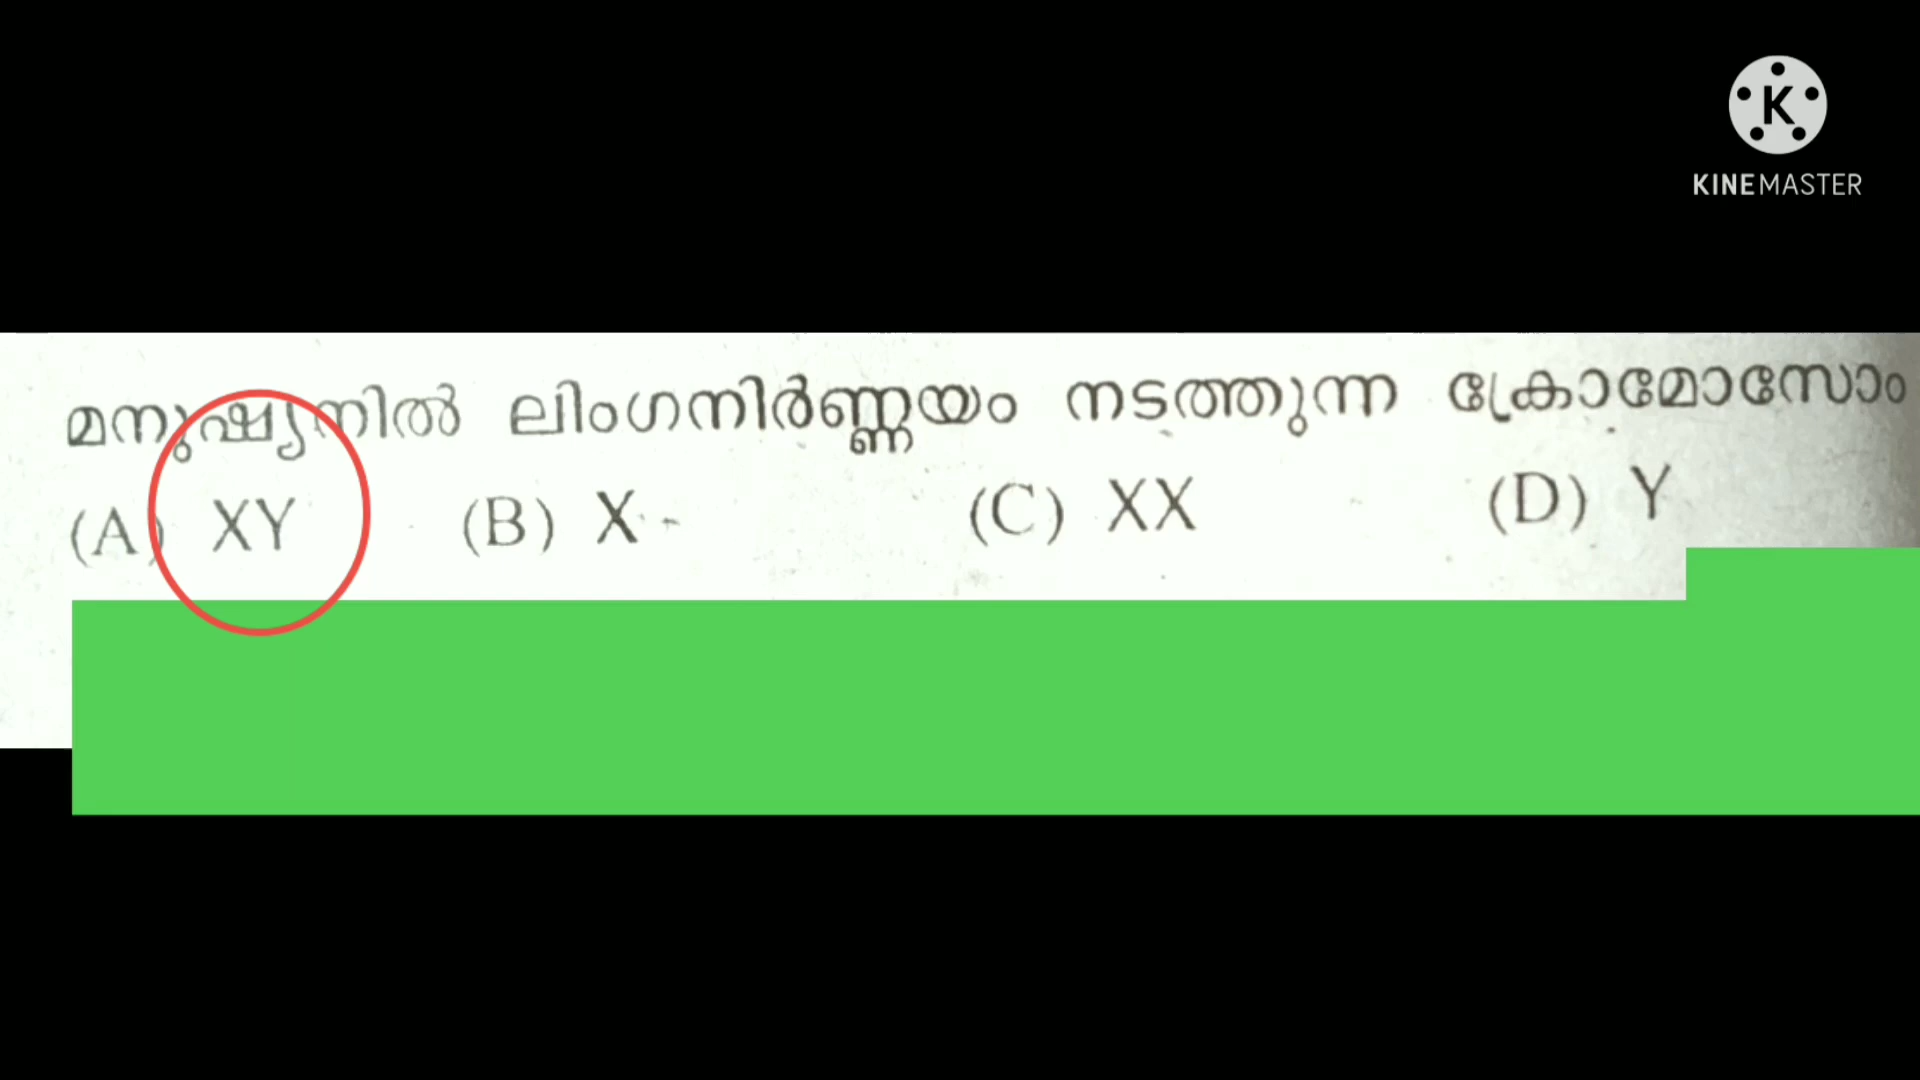 K
KINEMASTER
മനുഷ്യനിൽ ലിംഗനിർണ്ണയം നടത്തുന്ന ക്രോമോസോം
(A) XY (B) X (C) XX (D) Y